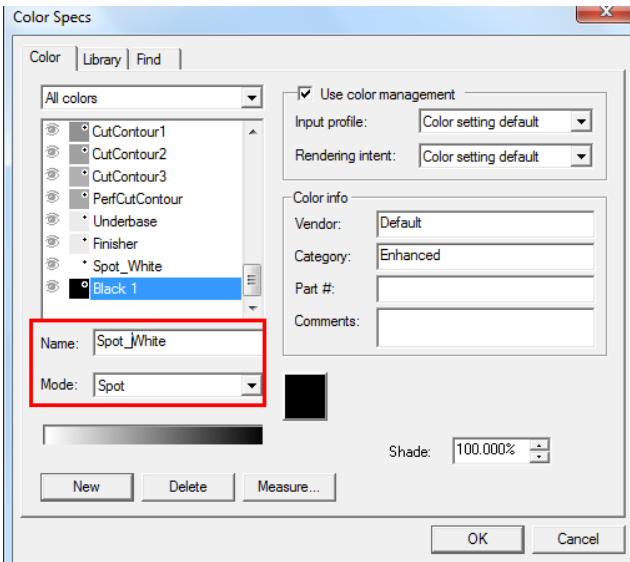 Color Specs
Color
Library
Find
All colors
CutContour1
CutContour2
CutContour3
PerfCutContour
Underbase
Finisher
Spot_White
Black 1
Name: Spot_White
Mode: Spot
New
Delete
Measure...
Use color management
Input profile: Color setting default
Rendering intent: Color setting default
Color info
Vendor: Default
Category: Enhanced
Part #:
Comments:
Shade: 100.000%
OK
Cancel